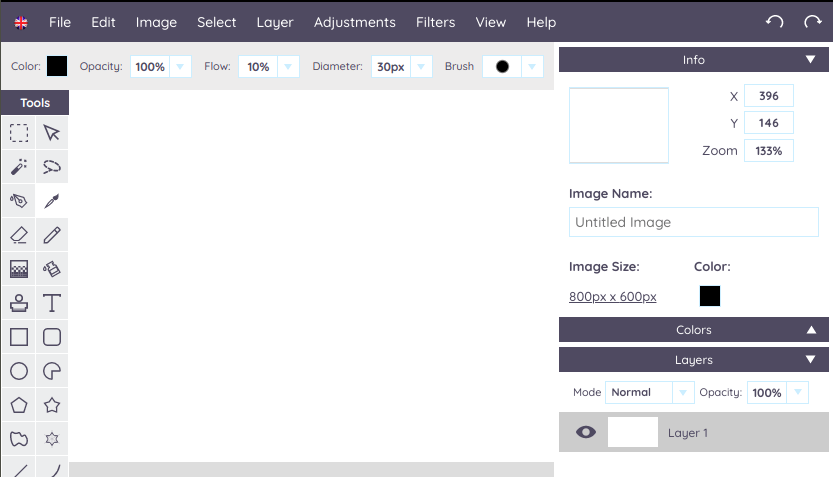 File Edit Image Select Layer Adjustments Filters View Help
Color: Opacity: 100% Flow: 10% Diameter: 30px Brush
Tools
Info
X 396
Y 146
Zoom 133%
Image Name:
Untitled Image
Image Size: Color:
800px x 600px
Colors
Layers
Mode Normal Opacity: 100%
Layer 1